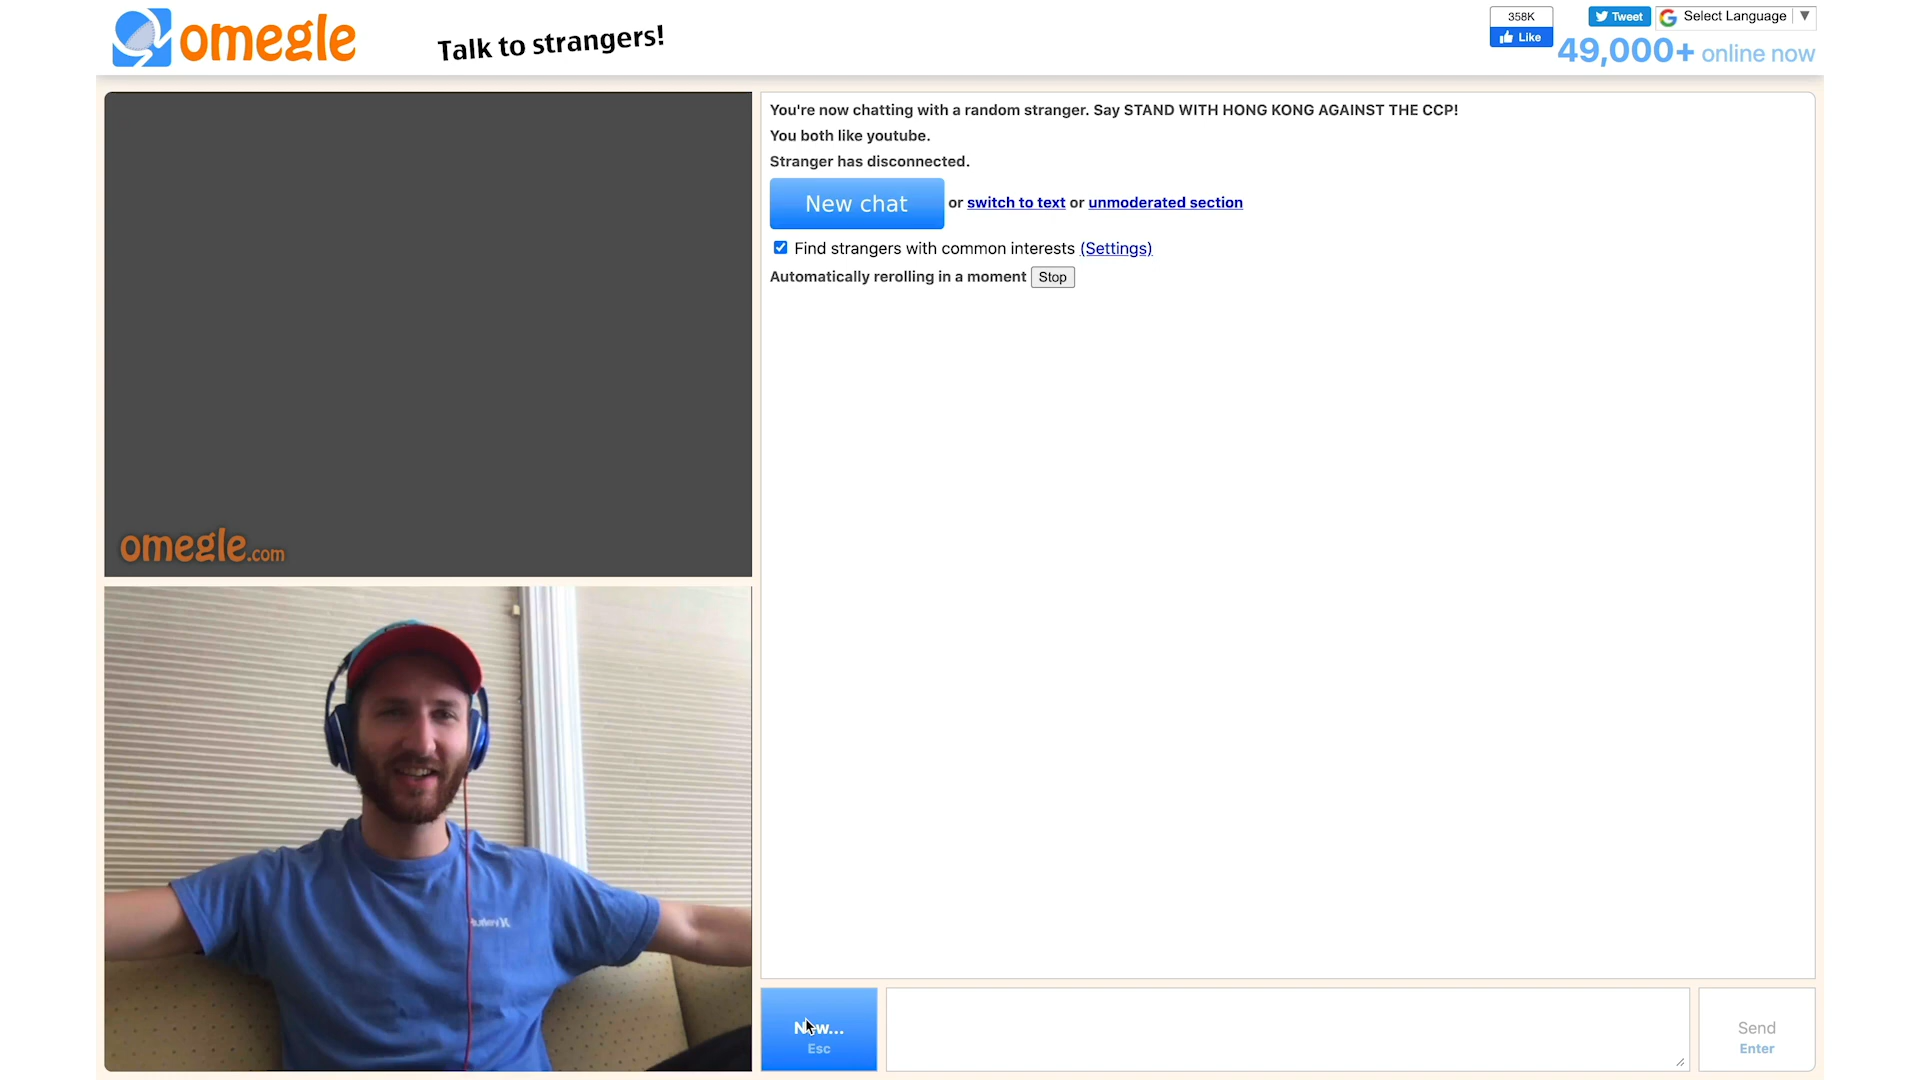 omegle
Talk to strangers!
358K
Like
Tweet
Select Language ▼
49,000+ online now
You're now chatting with a random stranger. Say STAND WITH HONG KONG AGAINST THE CCP!
You both like youtube.
Stranger has disconnected.
New chat or switch to text or unmoderated section
Find strangers with common interests (Settings)
Automatically rerolling in a moment Stop
omegle.com
New...
Esc
Send
Enter